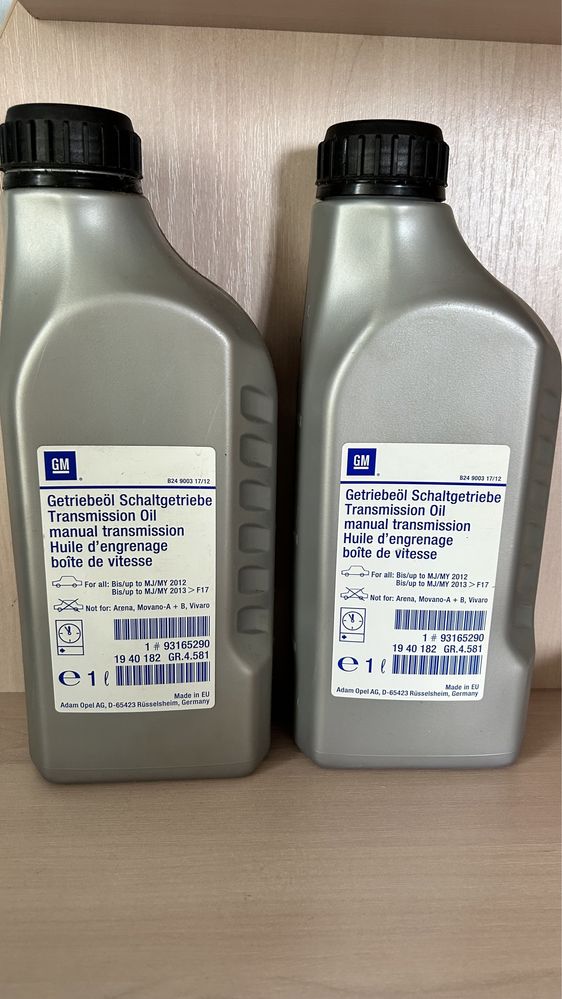 GM
B24 9003 17/12
Getriebeöl Schaltgetriebe
Transmission Oil
manual transmission
Huile d'engrenage
boîte de vitesse
For all: Bis/up to MJ/MY 2012
Bis/up to MJ/MY 2013 > F17
Not for: Arena, Movano-A + B, Vivaro
1 # 93165290
19 40 182 GR.4.581
e 1 ℓ
Made in EU
Adam Opel AG, D-65423 Rüsselsheim, Germany
GM
B24 9003 17/12
Getriebeöl Schaltgetriebe
Transmission Oil
manual transmission
Huile d'engrenage
boîte de vitesse
For all: Bis/up to MJ/MY 2012
Bis/up to MJ/MY 2013 > F17
Not for: Arena, Movano-A + B, Vivaro
1 # 93165290
19 40 182 GR.4.581
e 1 ℓ
Made in EU
Adam Opel AG, D-65423 Rüsselsheim, Germany